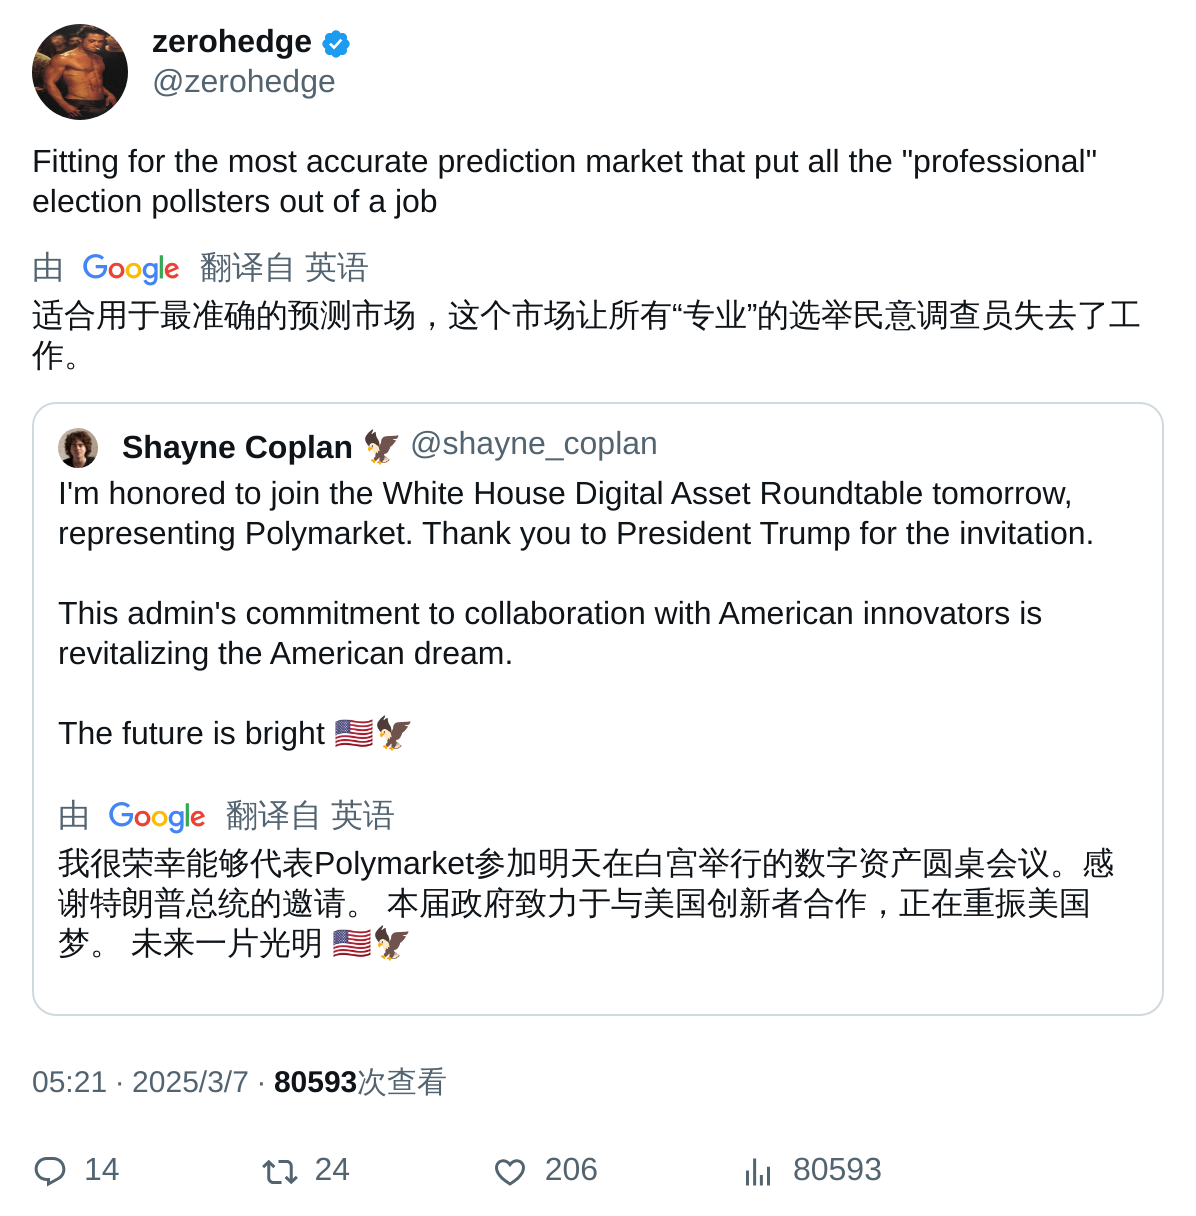 zerohedge
@zerohedge
Fitting for the most accurate prediction market that put all the "professional"
election pollsters out of a job
由 Google 翻译自 英语
适合用于最准确的预测市场，这个市场让所有“专业”的选举民意调查员失去了工
作。
Shayne Coplan 🦅 @shayne_coplan
I'm honored to join the White House Digital Asset Roundtable tomorrow,
representing Polymarket. Thank you to President Trump for the invitation.
This admin's commitment to collaboration with American innovators is
revitalizing the American dream.
The future is bright 🇺🇸🦅
由 Google 翻译自 英语
我很荣幸能够代表Polymarket参加明天在白宫举行的数字资产圆桌会议。感
谢特朗普总统的邀请。 本届政府致力于与美国创新者合作，正在重振美国
梦。 未来一片光明 🇺🇸🦅
05:21 · 2025/3/7 · 80593次查看
14 24 206 80593